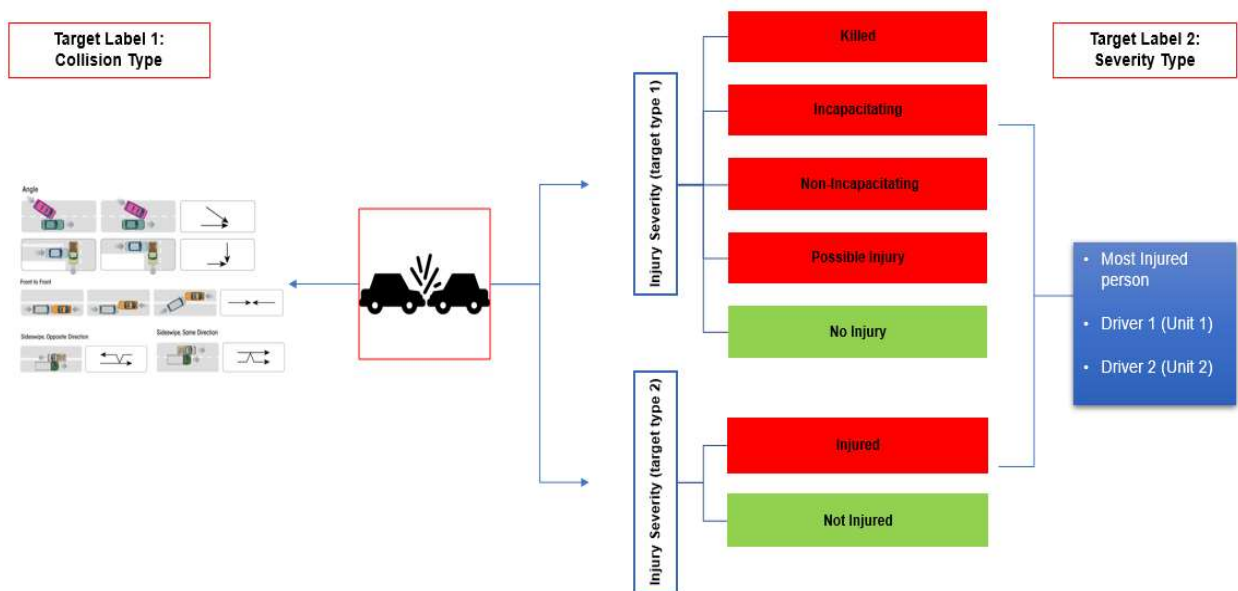 Target Label 1:
Collision Type
Angle
Front to Front
Sideswipe, Opposite Direction
Sideswipe, Same Direction
Injury Severity (target type 1)
Killed
Incapacitating
Non-Incapacitating
Possible Injury
No Injury
Injury Severity (target type 2)
Injured
Not Injured
Target Label 2:
Severity Type
• Most Injured
person
• Driver 1 (Unit 1)
• Driver 2 (Unit 2)